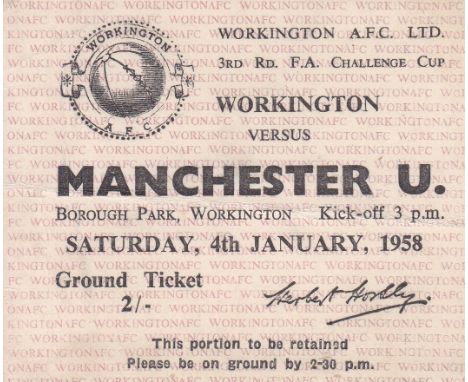 WORKINGTON
A F C
WORKINGTON A.F.C. LTD.
3RD RD. F.A. CHALLENGE CUP
WORKINGTON
VERSUS
MANCHESTER U.
BOROUGH PARK, WORKINGTON Kick-off 3 p.m.
SATURDAY, 4th JANUARY, 1958
Ground Ticket
2/-
This portion to be retained
Please be on ground by 2-30 p.m.